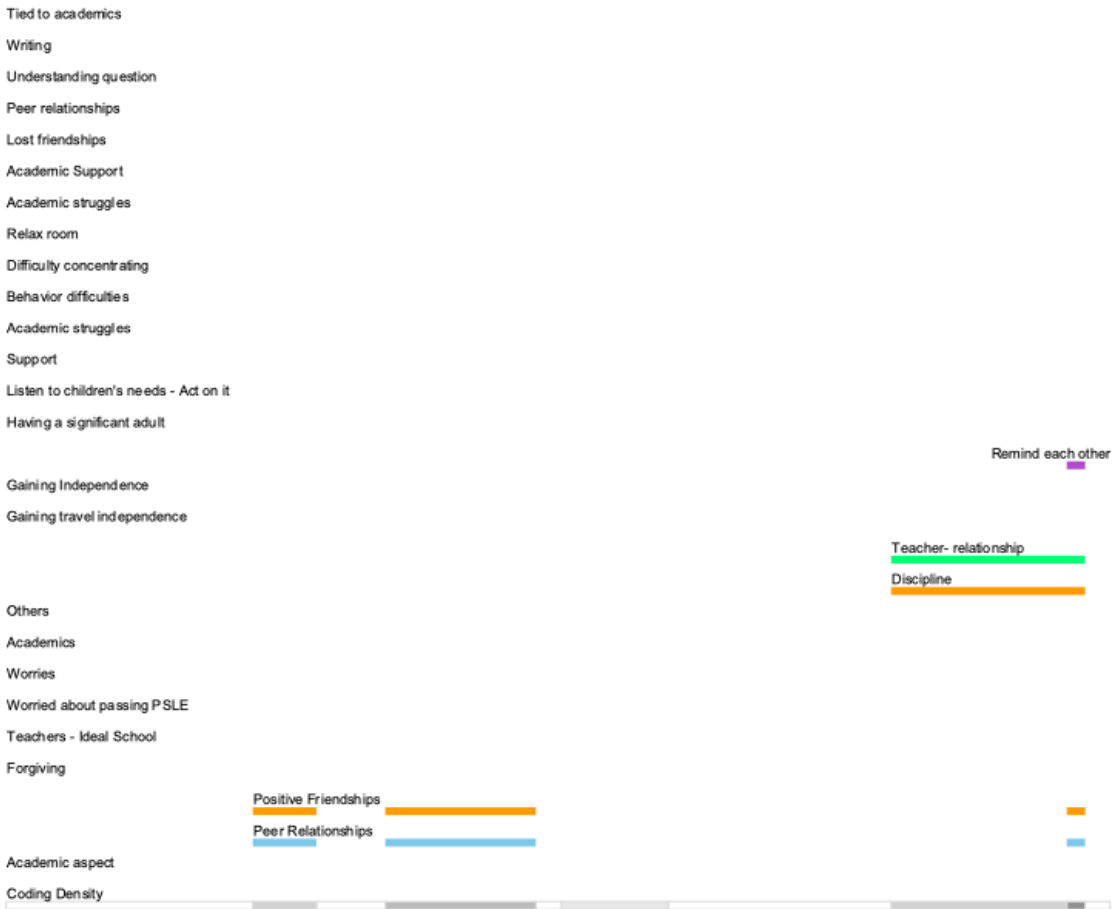 Tied to academics
Writing
Understanding question
Peer relationships
Lost friendships
Academic Support
Academic struggles
Relax room
Difficulty concentrating
Behavior difficulties
Academic struggles
Support
Listen to children's needs - Act on it
Having a significant adult
Remind each other
Gaining Independence
Gaining travel independence
Teacher- relationship
Discipline
Others
Academics
Worries
Worried about passing PSLE
Teachers - Ideal School
Forgiving
Positive Friendships
Peer Relationships
Academic aspect
Coding Density